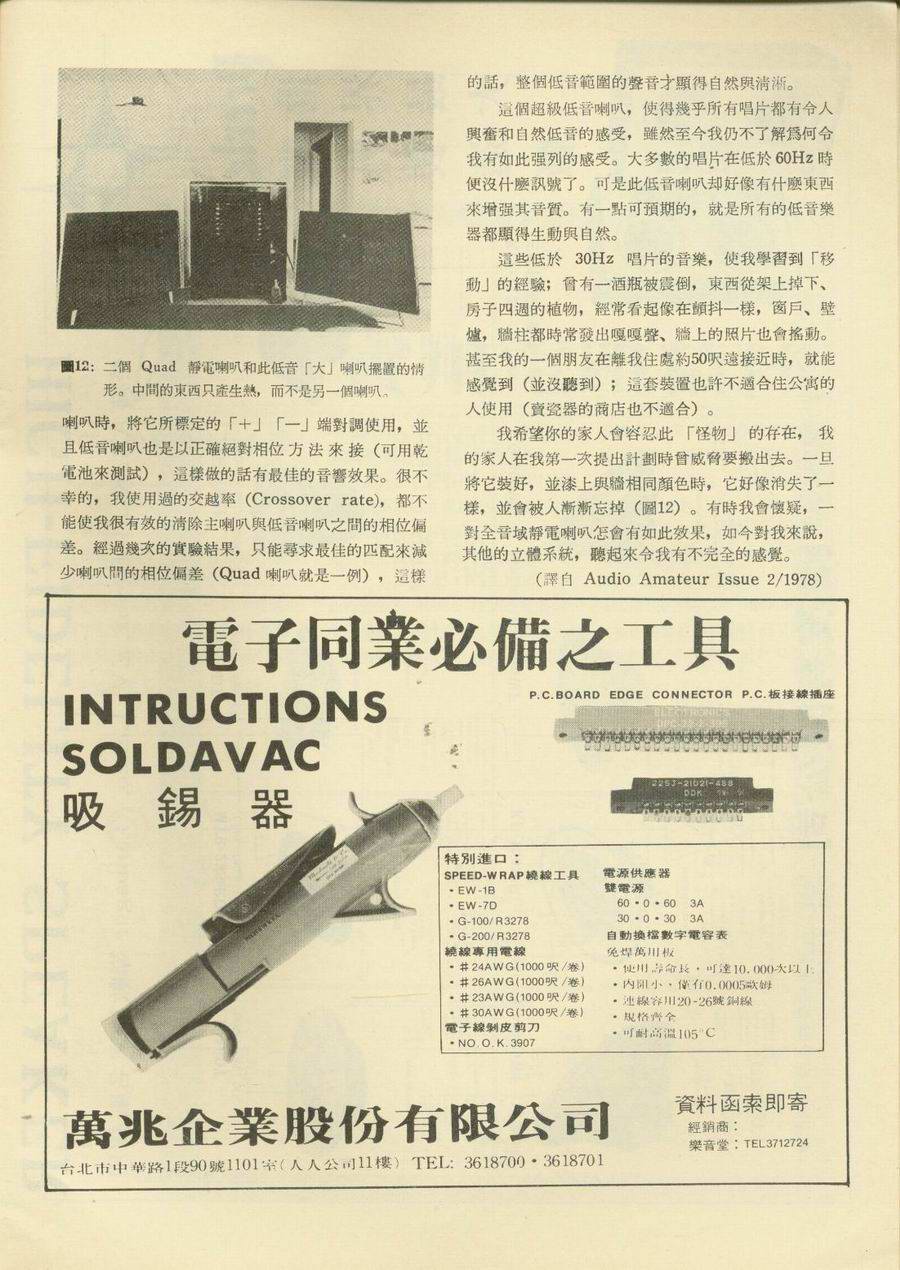 圖12: 二個 Quad 靜電喇叭和此低音「大」喇叭擺置的情
形。中間的東西只產生熱，而不是另一個喇叭。
喇叭時，將它所標定的「＋」「－」端對調使用，並
且低音喇叭也是以正確絕對相位方法來接（可用乾
電池來測試），這樣做的話有最佳的音響效果。很不
幸的，我使用過的交越率（Crossover rate），都不
能使我很有效的清除主喇叭與低音喇叭之間的相位偏
差。經過幾次的實驗結果，只能尋求最佳的匹配來減
少喇叭間的相位偏差（Quad 喇叭就是一例），這樣
的話，整個低音範圍的聲音才顯得自然與清淅。
這個超級低音喇叭，使得幾乎所有唱片都有令人
興奮和自然低音的感受，雖然至今我仍不了解爲何令
我有如此强列的感受。大多數的唱片在低於 60Hz 時
便沒什麼訊號了。可是此低音喇叭却好像有什麼東西
來增强其音質。有一點可預期的，就是所有的低音樂
器都顯得生動與自然。
這些低於 30Hz 唱片的音樂，使我學習到「移
動」的經驗；曾有一酒瓶被震倒，東西從架上掉下、
房子四週的植物，經常看起像在顫抖一樣，窗戶、壁
爐，牆柱都時常發出嘎嘎聲、牆上的照片也會搖動。
甚至我的一個朋友在離我住處約50呎遠接近時，就能
感覺到（並沒聽到）；這套裝置也許不適合住公寓的
人使用（賣瓷器的商店也不適合）。
我希望你的家人會容忍此「怪物」的存在， 我
的家人在我第一次提出計劃時曾威脅要搬出去。一旦
將它裝好，並漆上與牆相同顏色時，它好像消失了一
樣，並會被人漸漸忘掉（圖12）。有時我會懷疑，一
對全音域靜電喇叭怎會有如此效果，如今對我來說，
其他的立體系統，聽起來令我有不完全的感覺。
（譯自 Audio Amateur Issue 2/1978）
電子同業必備之工具
INTRUCTIONS
SOLDAVAC
吸錫器
P.C.BOARD EDGE CONNECTOR P.C.板接線插座
2253-21021-488
DDK
特別進口：
SPEED-WRAP繞線工具
・EW-1B
・EW-7D
・G-100/R3278
・G-200/R3278
繞線專用電線
・＃24AWG(1000呎/卷)
・＃26AWG(1000呎/卷)
・＃23AWG(1000呎/卷)
・＃30AWG(1000呎/卷)
電子線剝皮剪刀
・NO.O.K.3907
電源供應器
雙電源
60・0・60 3A
30・0・30 3A
自動換檔數字電容表
免焊萬用板
・使用壽命長，可達10,000次以上
・內阻小、僅有0.0005歐姆
・連線容用20-26號銅線
・規格齊全
・可耐高溫105°C
萬兆企業股份有限公司
台北市中華路1段90號1101室(人人公司11樓) TEL: 3618700・3618701
資料函索即寄
經銷商：
樂音堂：TEL3712724